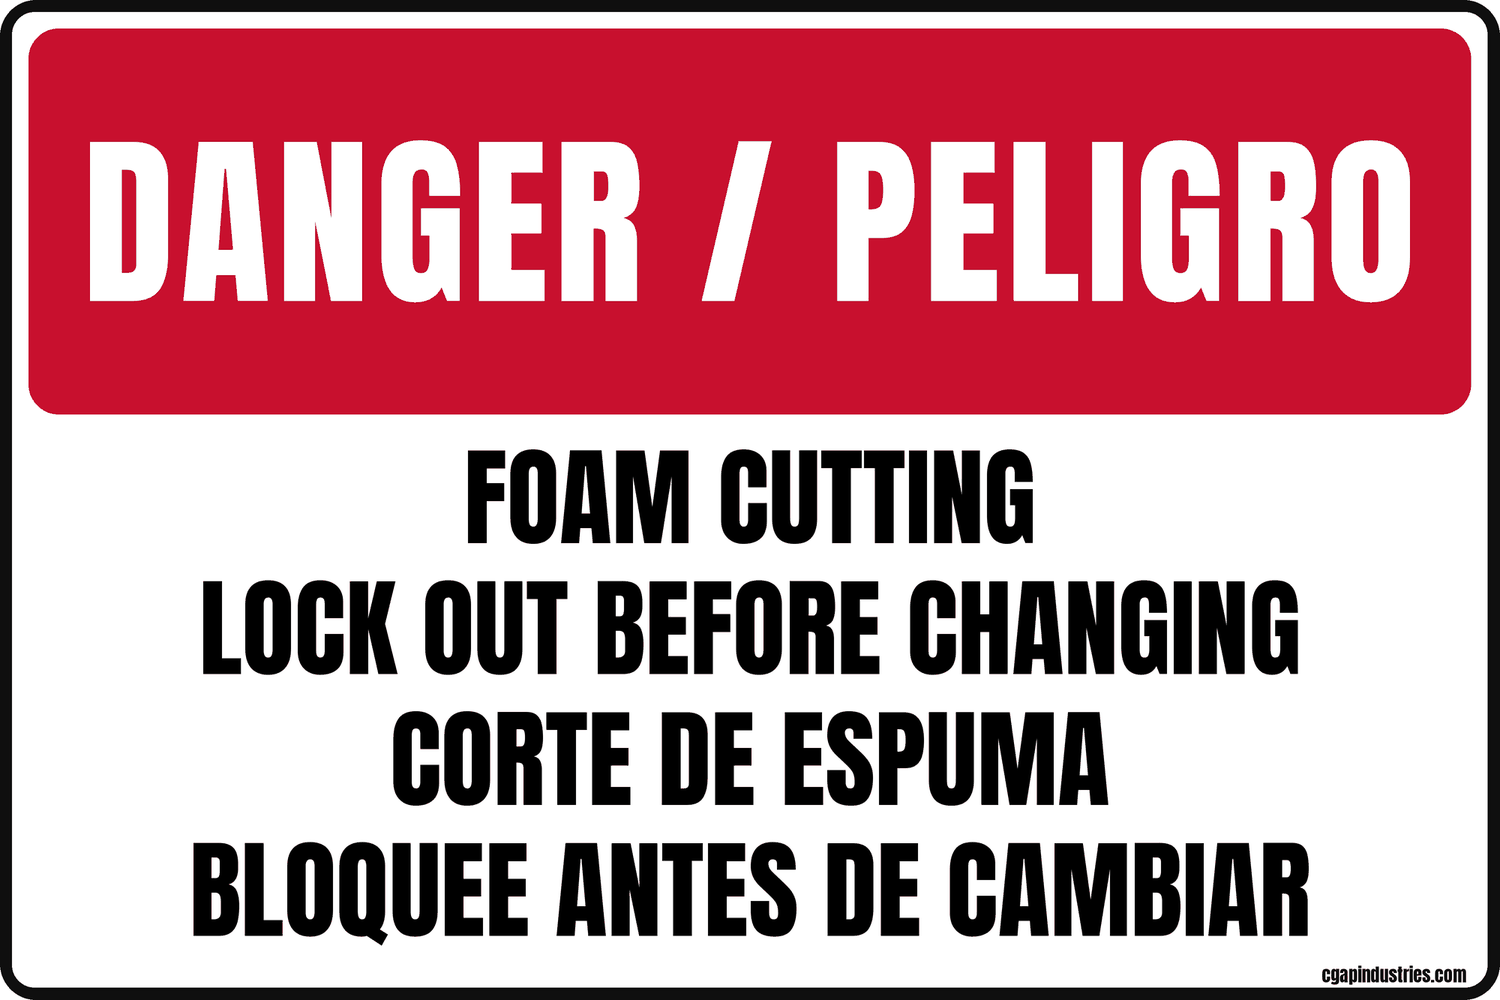 DANGER / PELIGRO
FOAM CUTTING
LOCK OUT BEFORE CHANGING
CORTE DE ESPUMA
BLOQUEE ANTES DE CAMBIAR
cgapindustries.com